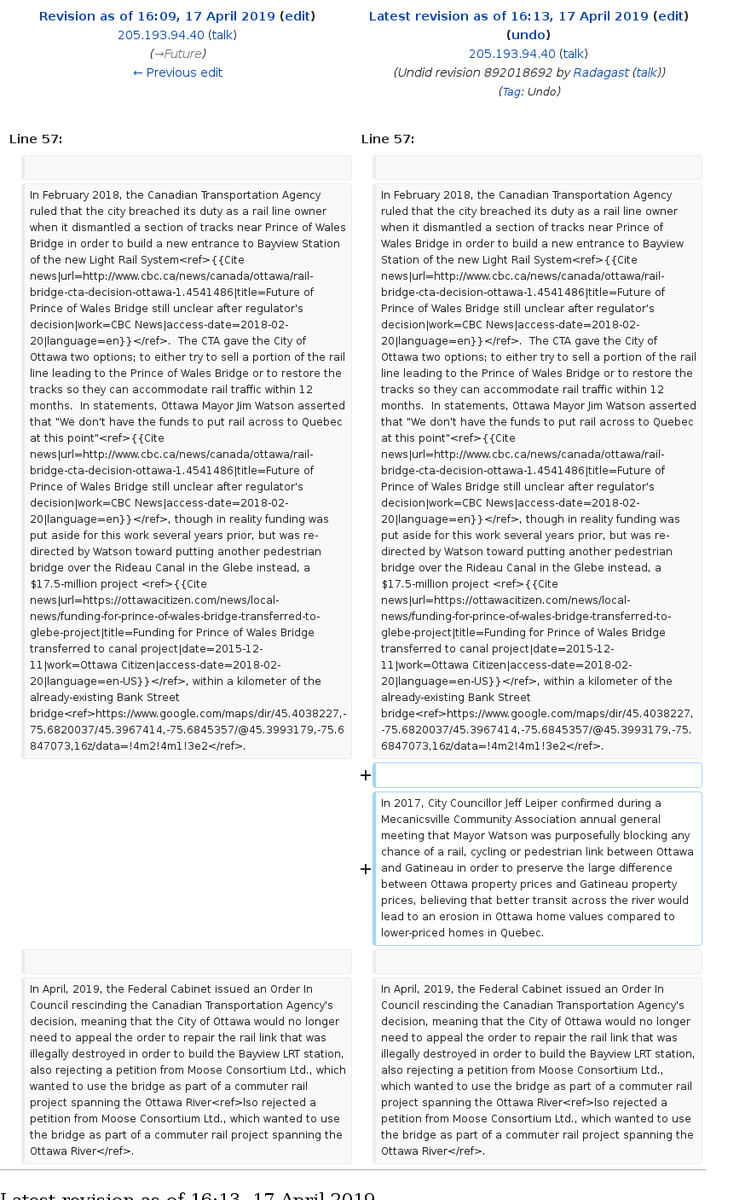 Revision as of 16:09, 17 April 2019 (edit)
205.193.94.40 (talk)
(→Future)
← Previous edit
Latest revision as of 16:13, 17 April 2019 (edit)
(undo)
205.193.94.40 (talk)
(Undid revision 892018692 by Radagast (talk))
(Tag: Undo)
Line 57:
Line 57:
In February 2018, the Canadian Transportation Agency
ruled that the city breached its duty as a rail line owner
when it dismantled a section of tracks near Prince of Wales
Bridge in order to build a new entrance to Bayview Station
of the new Light Rail System<ref>{{Cite
news|url=http://www.cbc.ca/news/canada/ottawa/rail-
bridge-cta-decision-ottawa-1.4541486|title=Future of
Prince of Wales Bridge still unclear after regulator's
decision|work=CBC News|access-date=2018-02-
20|language=en}}</ref>.  The CTA gave the City of
Ottawa two options; to either try to sell a portion of the rail
line leading to the Prince of Wales Bridge or to restore the
tracks so they can accommodate rail traffic within 12
months.  In statements, Ottawa Mayor Jim Watson asserted
that "We don't have the funds to put rail across to Quebec
at this point"<ref>{{Cite
news|url=http://www.cbc.ca/news/canada/ottawa/rail-
bridge-cta-decision-ottawa-1.4541486|title=Future of
Prince of Wales Bridge still unclear after regulator's
decision|work=CBC News|access-date=2018-02-
20|language=en}}</ref>, though in reality funding was
put aside for this work several years prior, but was re-
directed by Watson toward putting another pedestrian
bridge over the Rideau Canal in the Glebe instead, a
$17.5-million project <ref>{{Cite
news|url=https://ottawacitizen.com/news/local-
news/funding-for-prince-of-wales-bridge-transferred-to-
glebe-project|title=Funding for Prince of Wales Bridge
transferred to canal project|date=2015-12-
11|work=Ottawa Citizen|access-date=2018-02-
20|language=en-US}}</ref>, within a kilometer of the
already-existing Bank Street
bridge<ref>https://www.google.com/maps/dir/45.4038227,-
75.6820037/45.3967414,-75.6845357/@45.3993179,-75.6
847073,16z/data=!4m2!4m1!3e2</ref>.
In February 2018, the Canadian Transportation Agency
ruled that the city breached its duty as a rail line owner
when it dismantled a section of tracks near Prince of
Wales Bridge in order to build a new entrance to Bayview
Station of the new Light Rail System<ref>{{Cite
news|url=http://www.cbc.ca/news/canada/ottawa/rail-
bridge-cta-decision-ottawa-1.4541486|title=Future of
Prince of Wales Bridge still unclear after regulator's
decision|work=CBC News|access-date=2018-02-
20|language=en}}</ref>.  The CTA gave the City of
Ottawa two options; to either try to sell a portion of the rail
line leading to the Prince of Wales Bridge or to restore the
tracks so they can accommodate rail traffic within 12
months.  In statements, Ottawa Mayor Jim Watson asserted
that "We don't have the funds to put rail across to Quebec
at this point"<ref>{{Cite
news|url=http://www.cbc.ca/news/canada/ottawa/rail-
bridge-cta-decision-ottawa-1.4541486|title=Future of
Prince of Wales Bridge still unclear after regulator's
decision|work=CBC News|access-date=2018-02-
20|language=en}}</ref>, though in reality funding was
put aside for this work several years prior, but was re-
directed by Watson toward putting another pedestrian
bridge over the Rideau Canal in the Glebe instead, a
$17.5-million project <ref>{{Cite
news|url=https://ottawacitizen.com/news/local-
news/funding-for-prince-of-wales-bridge-transferred-to-
glebe-project|title=Funding for Prince of Wales Bridge
transferred to canal project|date=2015-12-
11|work=Ottawa Citizen|access-date=2018-02-
20|language=en-US}}</ref>, within a kilometer of the
already-existing Bank Street
bridge<ref>https://www.google.com/maps/dir/45.4038227,
-75.6820037/45.3967414,-75.6845357/@45.3993179,-75.
6847073,16z/data=!4m2!4m1!3e2</ref>.
+
+
In 2017, City Councillor Jeff Leiper confirmed during a
Mecanicsville Community Association annual general
meeting that Mayor Watson was purposefully blocking any
chance of a rail, cycling or pedestrian link between Ottawa
and Gatineau in order to preserve the large difference
between Ottawa property prices and Gatineau property
prices, believing that better transit across the river would
lead to an erosion in Ottawa home values compared to
lower-priced homes in Quebec.
In April, 2019, the Federal Cabinet issued an Order In
Council rescinding the Canadian Transportation Agency's
decision, meaning that the City of Ottawa would no longer
need to appeal the order to repair the rail link that was
illegally destroyed in order to build the Bayview LRT station,
also rejecting a petition from Moose Consortium Ltd., which
wanted to use the bridge as part of a commuter rail
project spanning the Ottawa River<ref>lso rejected a
petition from Moose Consortium Ltd., which wanted to use
the bridge as part of a commuter rail project spanning the
Ottawa River</ref>.
In April, 2019, the Federal Cabinet issued an Order In
Council rescinding the Canadian Transportation Agency's
decision, meaning that the City of Ottawa would no longer
need to appeal the order to repair the rail link that was
illegally destroyed in order to build the Bayview LRT station,
also rejecting a petition from Moose Consortium Ltd.,
which wanted to use the bridge as part of a commuter rail
project spanning the Ottawa River<ref>lso rejected a
petition from Moose Consortium Ltd., which wanted to use
the bridge as part of a commuter rail project spanning the
Ottawa River</ref>.
Latest revision as of 16:13, 17 April 2019